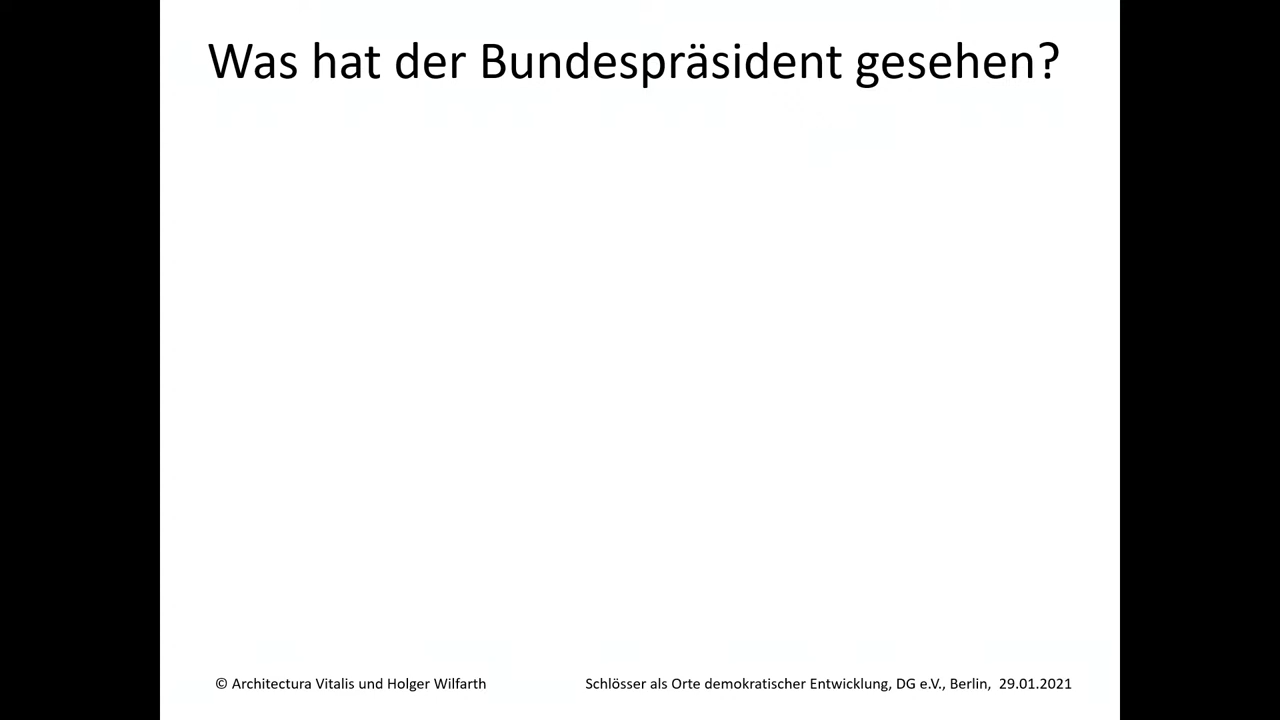 Was hat der Bundespräsident gesehen?
© Architectura Vitalis und Holger Wilfarth
Schlösser als Orte demokratischer Entwicklung, DG e.V., Berlin, 29.01.2021